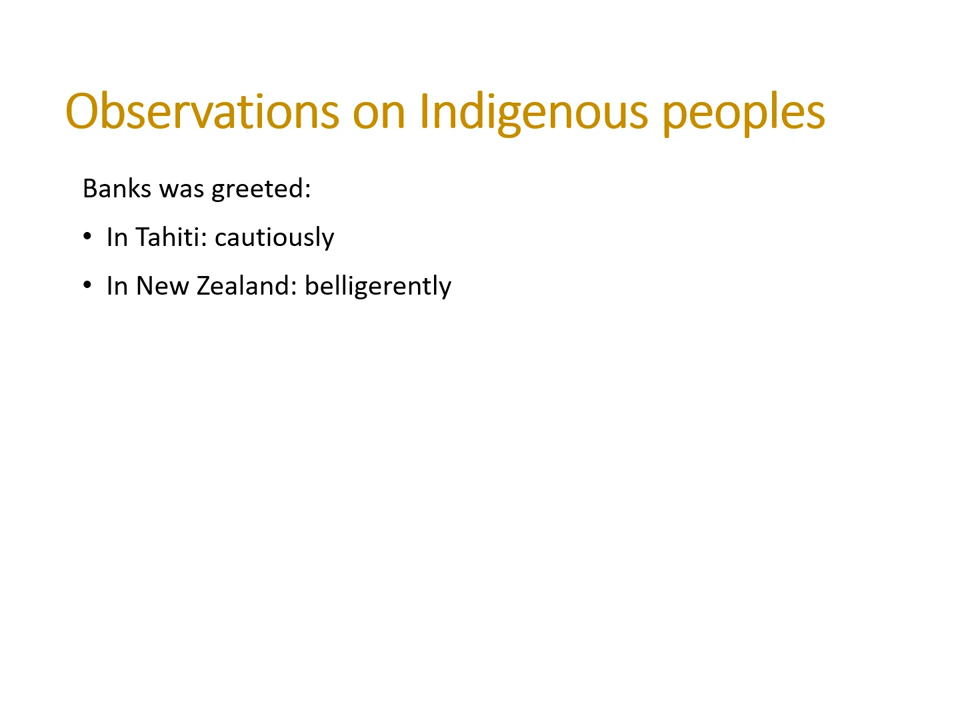 Observations on Indigenous peoples
Banks was greeted:
• In Tahiti: cautiously
• In New Zealand: belligerently